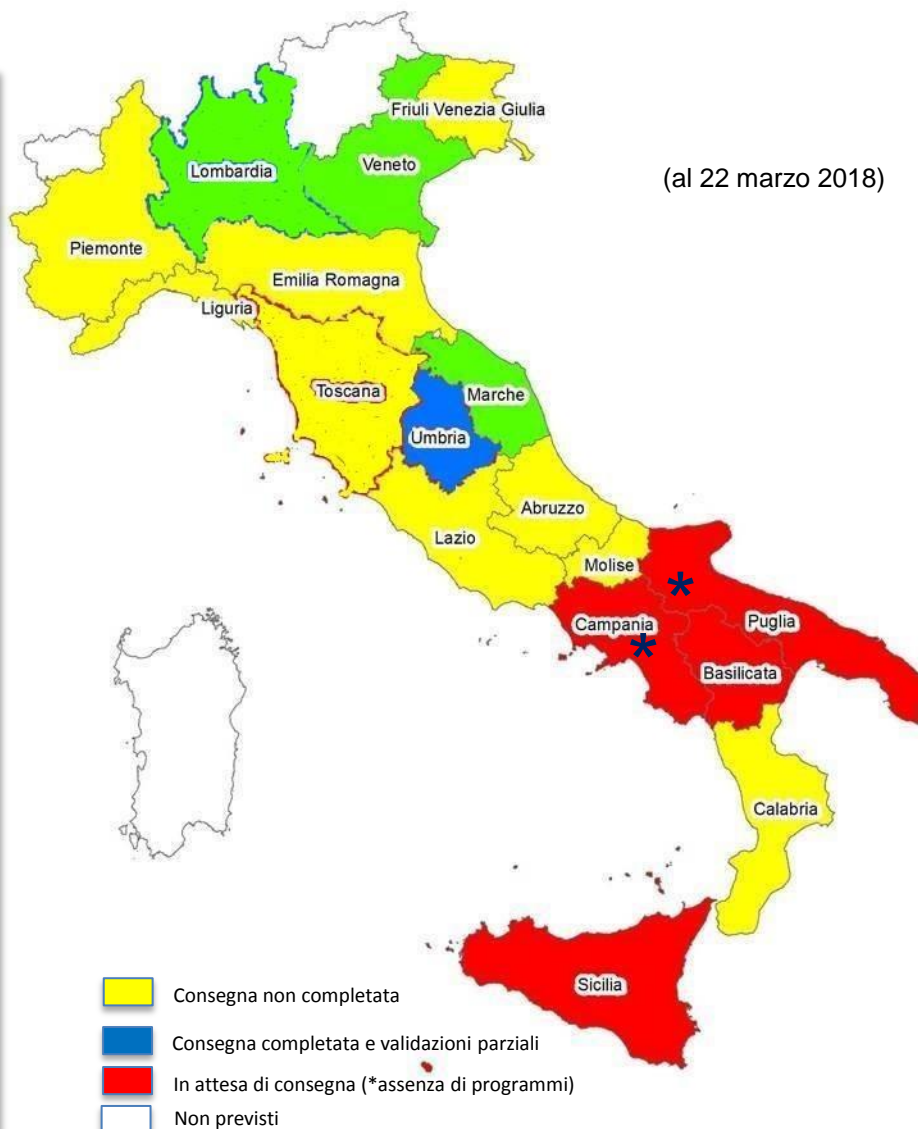 Friuli Venezia Giulia
Lombardia
Veneto
(al 22 marzo 2018)
Piemonte
Emilia Romagna
Liguria
Toscana
Marche
Umbria
Abruzzo
Lazio
Molise
*
Campania
Puglia
*
Basilicata
Calabria
Sicilia
Consegna non completata
Consegna completata e validazioni parziali
In attesa di consegna (*assenza di programmi)
Non previsti